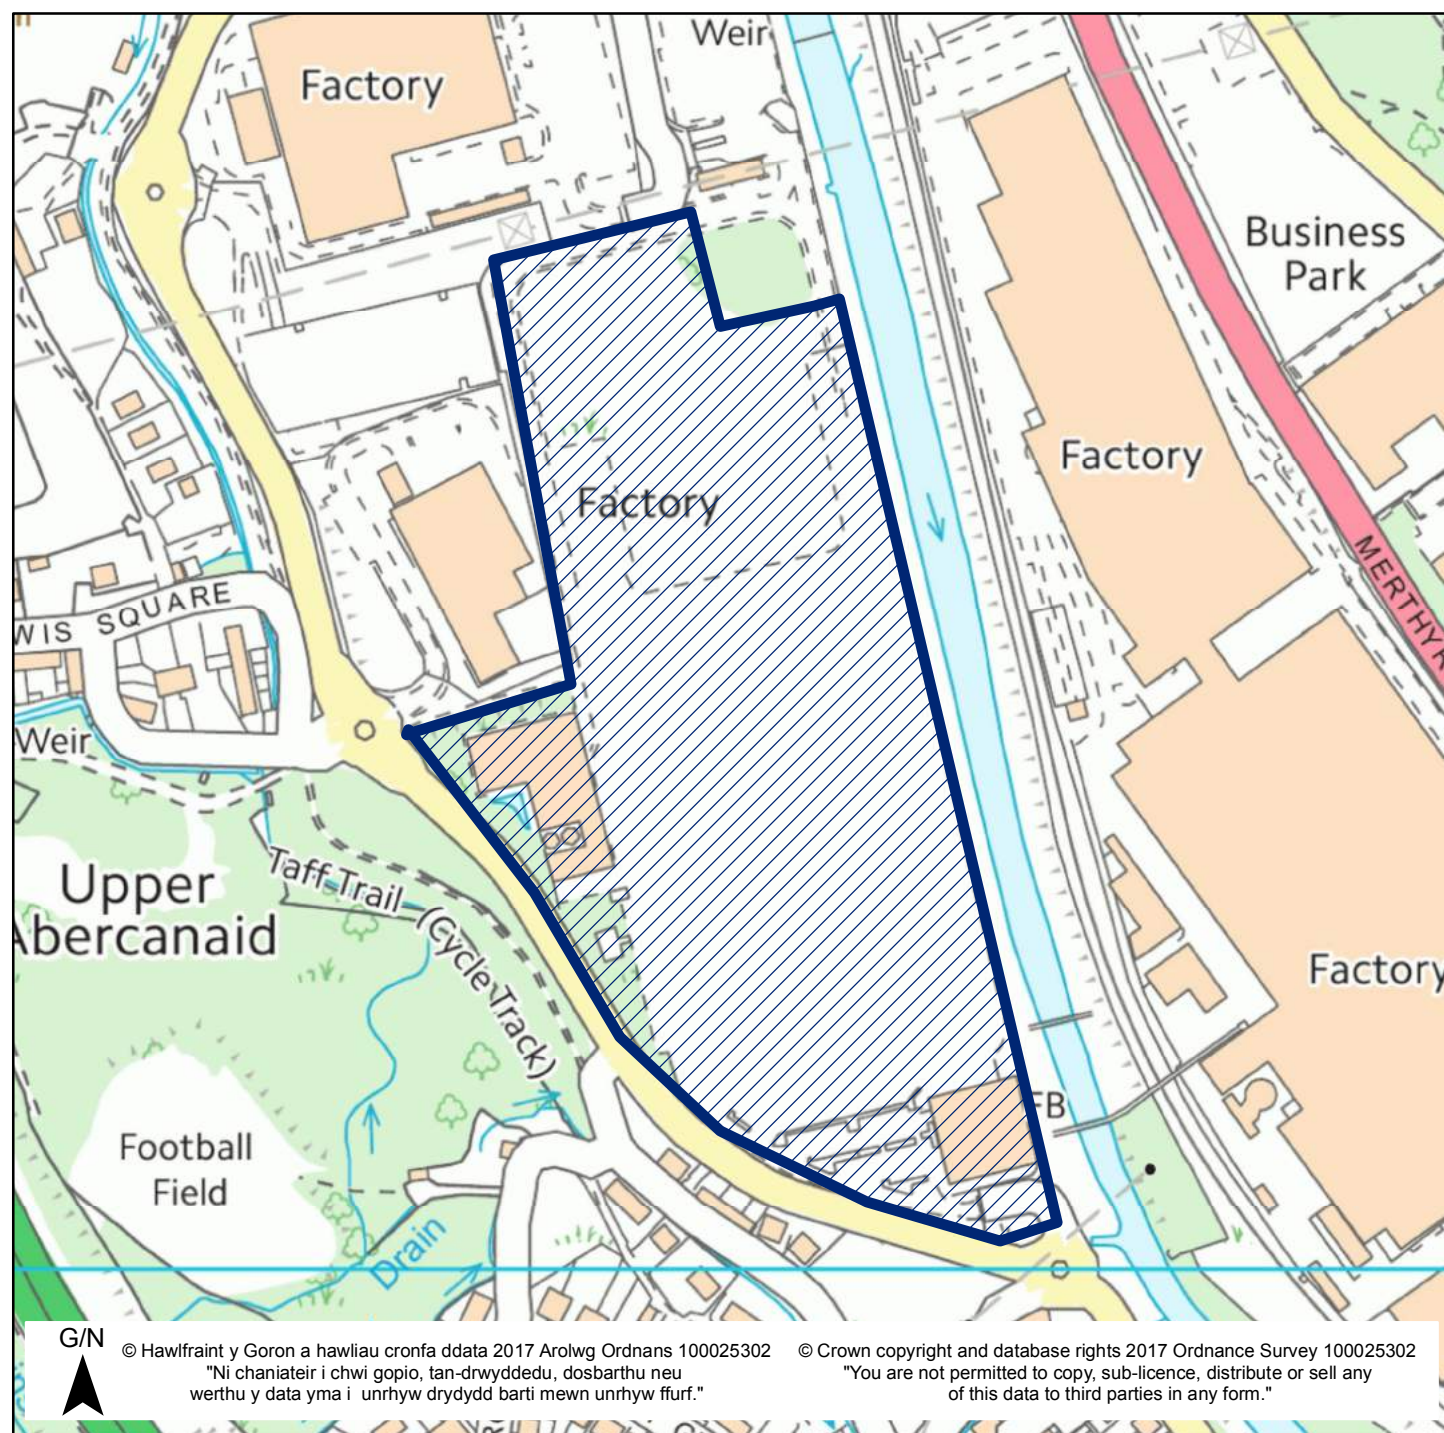 Weir
Factory
Business
Park
Factory
Factory
MERTHYR
WIS SQUARE
Weir
Upper
Abercanaid
Taff Trail (Cycle Track)
Factory
FB
Football
Field
Drain
G/N
© Hawlfraint y Goron a hawliau cronfa ddata 2017 Arolwg Ordnans 100025302
"Ni chaniateir i chwi gopio, tan-drwyddedu, dosbarthu neu
werthu y data yma i unrhyw drydydd barti mewn unrhyw ffurf."
© Crown copyright and database rights 2017 Ordnance Survey 100025302
"You are not permitted to copy, sub-licence, distribute or sell any
of this data to third parties in any form."